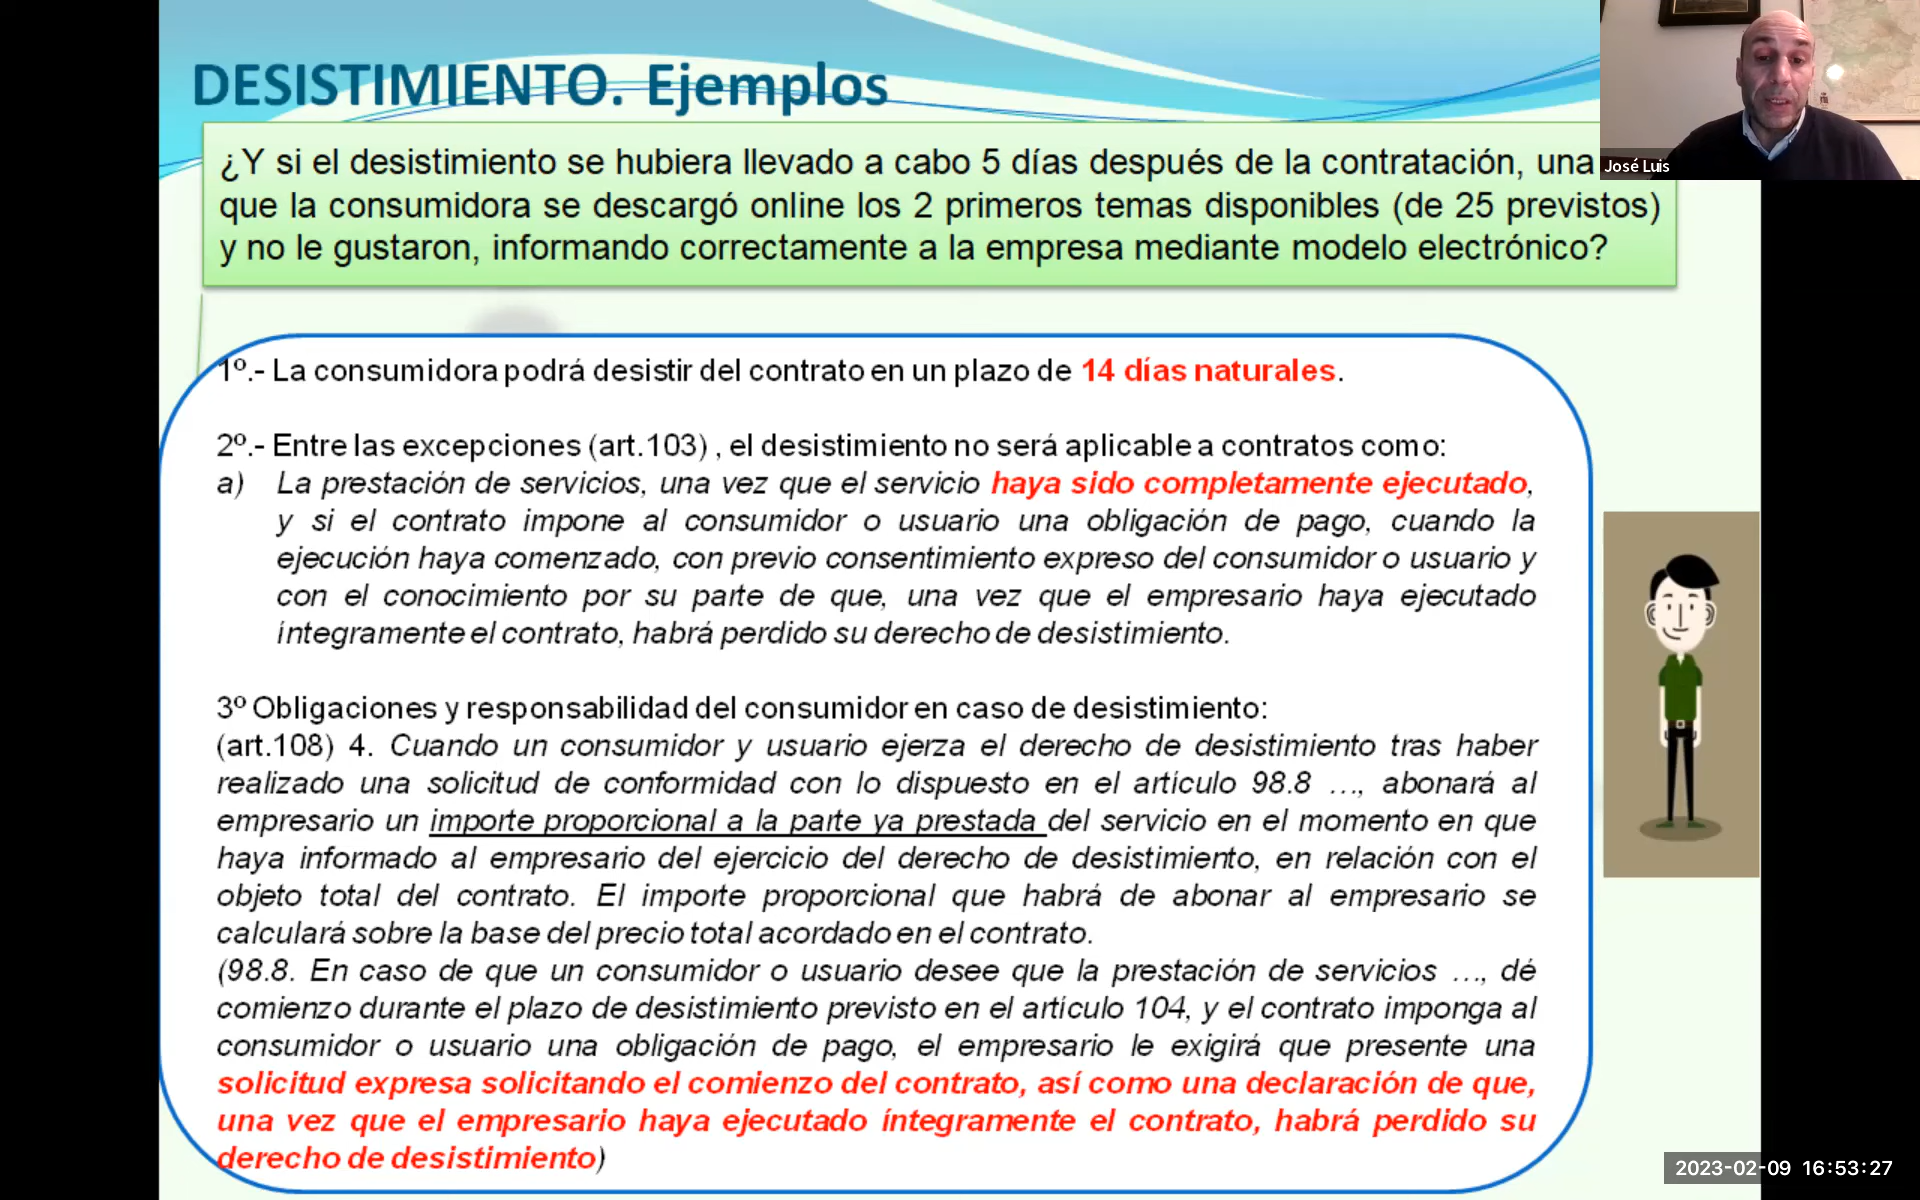 DESISTIMIENTO. Ejemplos
José Luis
¿Y si el desistimiento se hubiera llevado a cabo 5 días después de la contratación, una
que la consumidora se descargó online los 2 primeros temas disponibles (de 25 previstos)
y no le gustaron, informando correctamente a la empresa mediante modelo electrónico?
1º.- La consumidora podrá desistir del contrato en un plazo de 14 días naturales.
2º.- Entre las excepciones (art.103) , el desistimiento no será aplicable a contratos como:
a) La prestación de servicios, una vez que el servicio haya sido completamente ejecutado,
y si el contrato impone al consumidor o usuario una obligación de pago, cuando la
ejecución haya comenzado, con previo consentimiento expreso del consumidor o usuario y
con el conocimiento por su parte de que, una vez que el empresario haya ejecutado
íntegramente el contrato, habrá perdido su derecho de desistimiento.
3º Obligaciones y responsabilidad del consumidor en caso de desistimiento:
(art.108) 4. Cuando un consumidor y usuario ejerza el derecho de desistimiento tras haber
realizado una solicitud de conformidad con lo dispuesto en el artículo 98.8 ..., abonará al
empresario un importe proporcional a la parte ya prestada del servicio en el momento en que
haya informado al empresario del ejercicio del derecho de desistimiento, en relación con el
objeto total del contrato. El importe proporcional que habrá de abonar al empresario se
calculará sobre la base del precio total acordado en el contrato.
(98.8. En caso de que un consumidor o usuario desee que la prestación de servicios ..., dé
comienzo durante el plazo de desistimiento previsto en el artículo 104, y el contrato imponga al
consumidor o usuario una obligación de pago, el empresario le exigirá que presente una
solicitud expresa solicitando el comienzo del contrato, así como una declaración de que,
una vez que el empresario haya ejecutado íntegramente el contrato, habrá perdido su
derecho de desistimiento)
2023-02-09 16:53:27